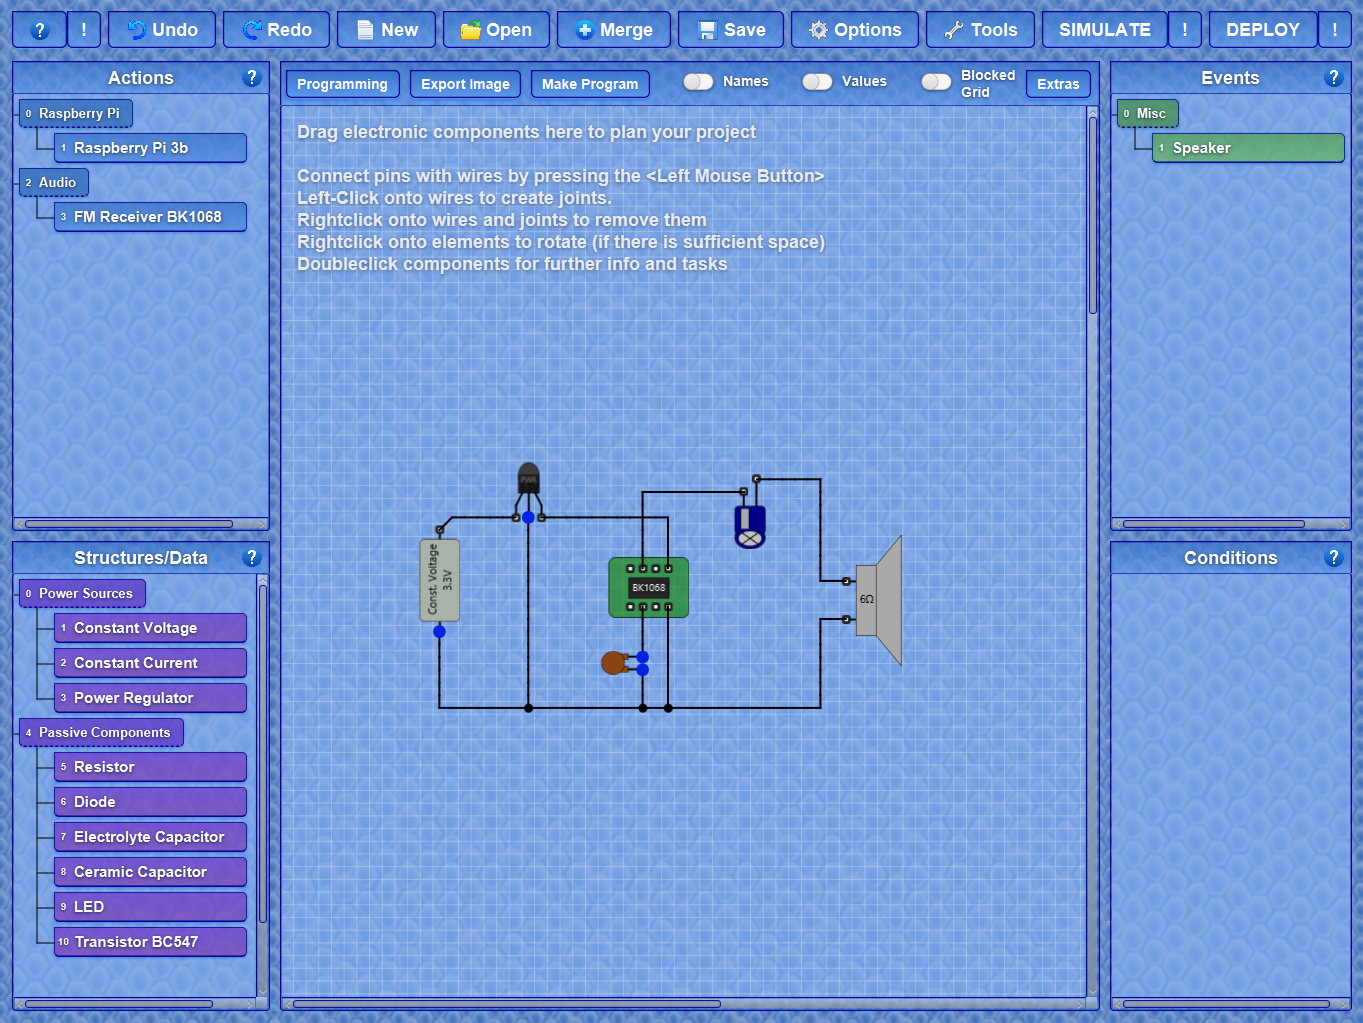 ? ! Undo Redo New Open Merge Save Options Tools SIMULATE ! DEPLOY !
Actions ?
0 Raspberry Pi
1 Raspberry Pi 3b
2 Audio
3 FM Receiver BK1068
Programming Export Image Make Program Names Values Blocked Grid Extras
Drag electronic components here to plan your project
Connect pins with wires by pressing the <Left Mouse Button>
Left-Click onto wires to create joints.
Rightclick onto wires and joints to remove them
Rightclick onto elements to rotate (if there is sufficient space)
Doubleclick components for further info and tasks
PWR
Const. Voltage
3.3V
BK1068
6Ω
Events ?
0 Misc
1 Speaker
Structures/Data ?
0 Power Sources
1 Constant Voltage
2 Constant Current
3 Power Regulator
4 Passive Components
5 Resistor
6 Diode
7 Electrolyte Capacitor
8 Ceramic Capacitor
9 LED
10 Transistor BC547
Conditions ?